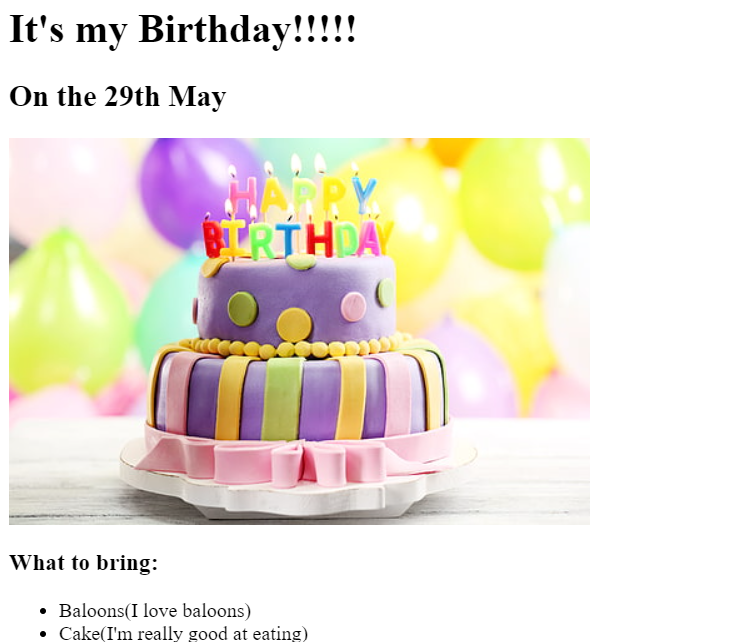 It's my Birthday!!!!!
On the 29th May
HAPPY
BIRTHDAY
What to bring:
Baloons(I love baloons)
Cake(I'm really good at eating)